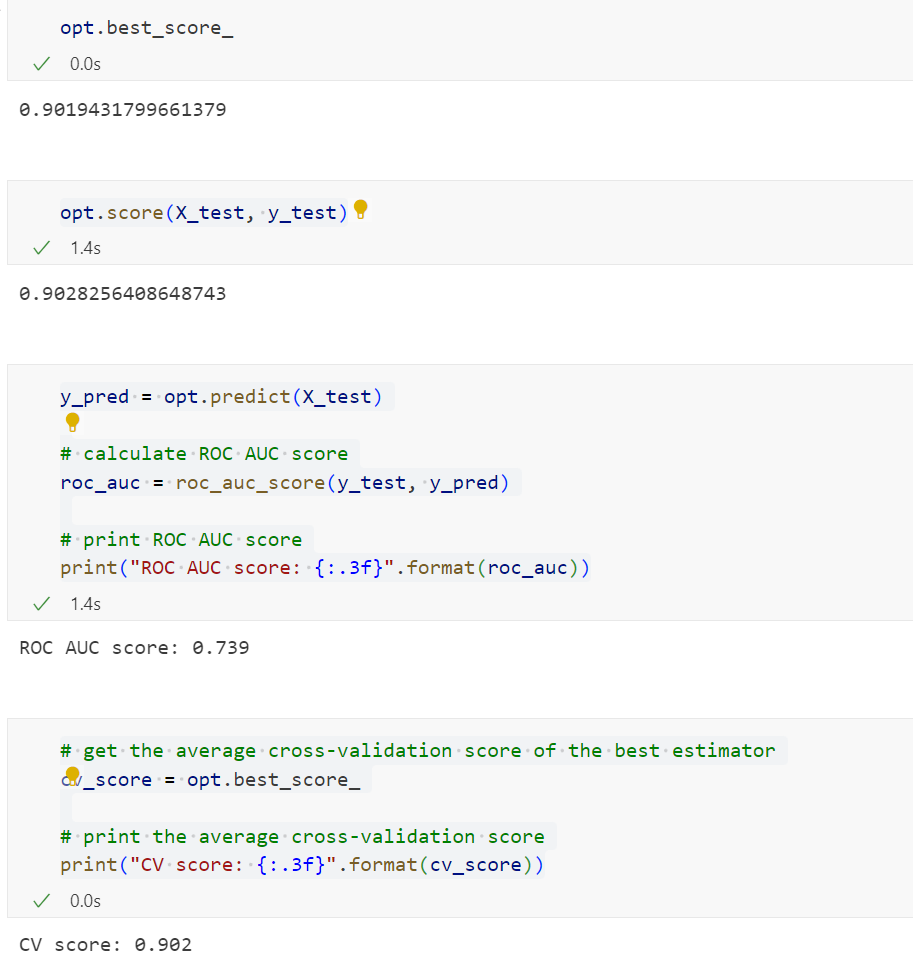 opt.best_score_
0.0s
0.9019431799661379
opt.score(X_test, y_test)
1.4s
0.9028256408648743
y_pred = opt.predict(X_test)
# calculate ROC AUC score
roc_auc = roc_auc_score(y_test, y_pred)
# print ROC AUC score
print("ROC AUC score: {:.3f}".format(roc_auc))
1.4s
ROC AUC score: 0.739
# get the average cross-validation score of the best estimator
cv_score = opt.best_score_
# print the average cross-validation score
print("CV score: {:.3f}".format(cv_score))
0.0s
CV score: 0.902